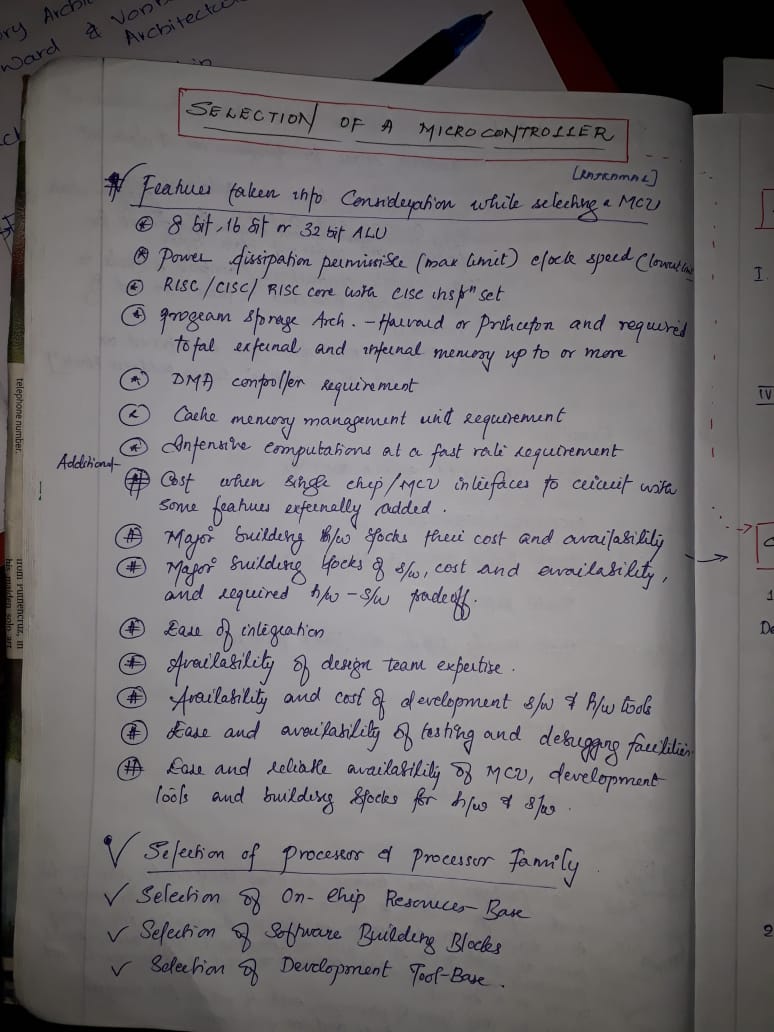 ory Archi
ward & Von
Architectu
SELECTION OF A MICROCONTROLLER
[RAJKAMAL]
Features taken into Consideration while selecting a MCU
8 bit, 16 bit or 32 bit ALU
Power dissipation permissible (max limit) clock speed (lowest
RISC/CISC/RISC core with CISC instrn set
program storage Arch. - Harvard or Princeton and required
total external and internal memory up to or more
DMA controller requirement
Cache memory management unit requirement
Intensive computations at a fast rate requirement
Additional
Cost when single chip/MCU interfaces to circuit with
some features externally added.
Major building h/w blocks their cost and availability
Major building blocks of s/w, cost and availability,
and required h/w - s/w tradeoff.
Ease of integration
Availability of design team expertise.
Availability and cost of development s/w & h/w tools
Ease and availability of testing and debugging facilities
Ease and reliable availability of MCU, development
tools and building blocks for h/w & s/w.
Selection of processor & Processor Family
Selection of On-Chip Resources-Base
Selection of Software Building Blocks
Selection of Development Tool-Base.
telephone number.
I.
IV
1
De
2